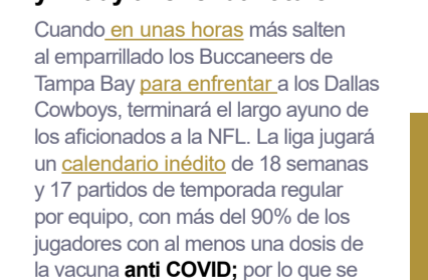 Cuando en unas horas más salten
al emparrillado los Buccaneers de
Tampa Bay para enfrentar a los Dallas
Cowboys, terminará el largo ayuno de
los aficionados a la NFL. La liga jugará
un calendario inédito de 18 semanas
y 17 partidos de temporada regular
por equipo, con más del 90% de los
jugadores con al menos una dosis de
la vacuna anti COVID; por lo que se